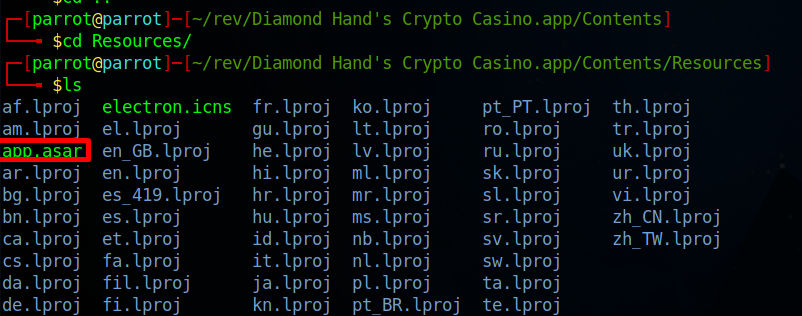 ┌─[parrot@parrot]─[~/rev/Diamond Hand's Crypto Casino.app/Contents]
└──╼ $cd Resources/
┌─[parrot@parrot]─[~/rev/Diamond Hand's Crypto Casino.app/Contents/Resources]
└──╼ $ls
af.lproj  electron.icns  fr.lproj  ko.lproj     pt_PT.lproj  th.lproj
am.lproj  el.lproj       gu.lproj  lt.lproj     ro.lproj     tr.lproj
app.asar  en_GB.lproj    he.lproj  lv.lproj     ru.lproj     uk.lproj
ar.lproj  en.lproj       hi.lproj  ml.lproj     sk.lproj     ur.lproj
bg.lproj  es_419.lproj   hr.lproj  mr.lproj     sl.lproj     vi.lproj
bn.lproj  es.lproj       hu.lproj  ms.lproj     sr.lproj     zh_CN.lproj
ca.lproj  et.lproj       id.lproj  nb.lproj     sv.lproj     zh_TW.lproj
cs.lproj  fa.lproj       it.lproj  nl.lproj     sw.lproj
da.lproj  fil.lproj      ja.lproj  pl.lproj     ta.lproj
de.lproj  fi.lproj       kn.lproj  pt_BR.lproj  te.lproj